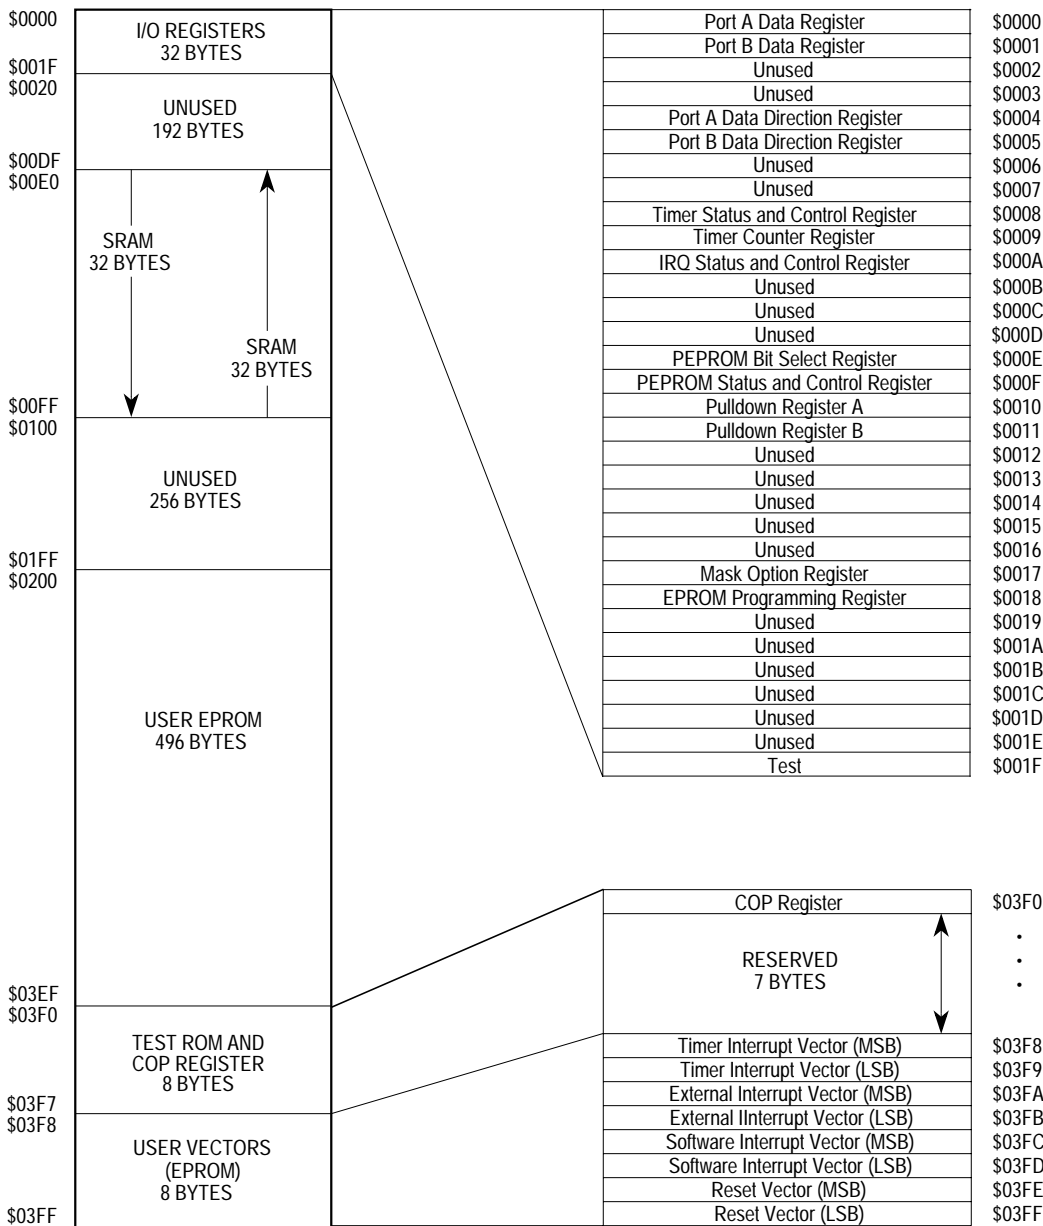 $0000
I/O REGISTERS
32 BYTES
$001F
$0020
UNUSED
192 BYTES
$00DF
$00E0
SRAM
32 BYTES
SRAM
32 BYTES
$00FF
$0100
UNUSED
256 BYTES
$01FF
$0200
USER EPROM
496 BYTES
$03EF
$03F0
TEST ROM AND
COP REGISTER
8 BYTES
$03F7
$03F8
USER VECTORS
(EPROM)
8 BYTES
$03FF
Port A Data Register $0000
Port B Data Register $0001
Unused $0002
Unused $0003
Port A Data Direction Register $0004
Port B Data Direction Register $0005
Unused $0006
Unused $0007
Timer Status and Control Register $0008
Timer Counter Register $0009
IRQ Status and Control Register $000A
Unused $000B
Unused $000C
Unused $000D
PEPROM Bit Select Register $000E
PEPROM Status and Control Register $000F
Pulldown Register A $0010
Pulldown Register B $0011
Unused $0012
Unused $0013
Unused $0014
Unused $0015
Unused $0016
Mask Option Register $0017
EPROM Programming Register $0018
Unused $0019
Unused $001A
Unused $001B
Unused $001C
Unused $001D
Unused $001E
Test $001F
COP Register $03F0
RESERVED
7 BYTES
Timer Interrupt Vector (MSB) $03F8
Timer Interrupt Vector (LSB) $03F9
External Interrupt Vector (MSB) $03FA
External IInterrupt Vector (LSB) $03FB
Software Interrupt Vector (MSB) $03FC
Software Interrupt Vector (LSB) $03FD
Reset Vector (MSB) $03FE
Reset Vector (LSB) $03FF